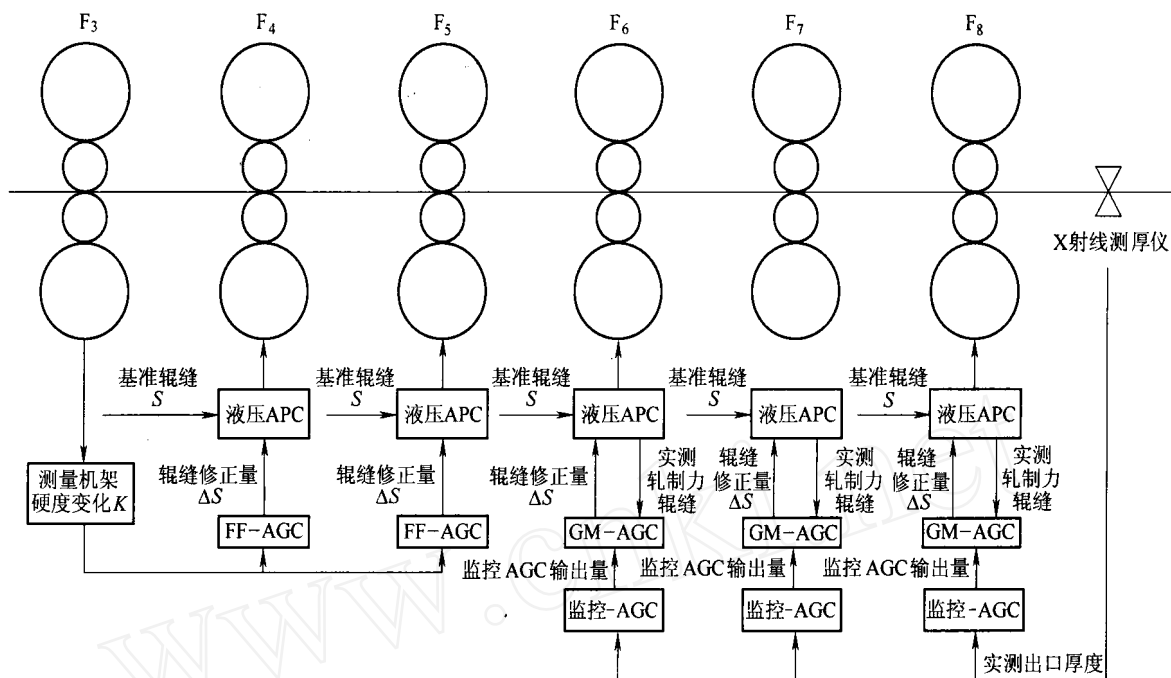 F₃ F₄ F₅ F₆ F₇ F₈
X射线测厚仪
基准辊缝 基准辊缝 基准辊缝 基准辊缝 基准辊缝
S S S S S
液压APC 液压APC 液压APC 液压APC 液压APC
测量机架
硬度变化K
辊缝修正量
ΔS
辊缝修正量
ΔS
辊缝修正量
ΔS
实测
轧制力
辊缝
辊缝
修正量
ΔS
实测
轧制力
辊缝
辊缝
修正量
ΔS
实测
轧制力
辊缝
FF-AGC FF-AGC GM-AGC GM-AGC GM-AGC
监控AGC输出量 监控AGC输出量 监控AGC输出量
监控-AGC 监控-AGC 监控-AGC
实测出口厚度
www.cnki.net